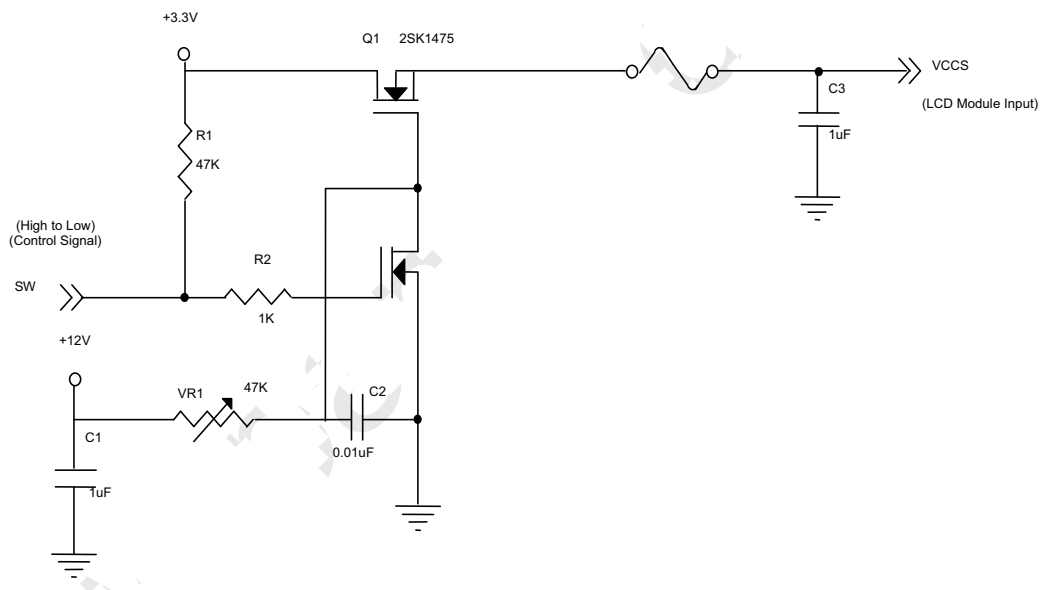 +3.3V
Q1 2SK1475
VCCS
(LCD Module Input)
C3
1uF
R1
47K
(High to Low)
(Control Signal)
SW
R2
1K
+12V
VR1
47K
C2
0.01uF
C1
1uF